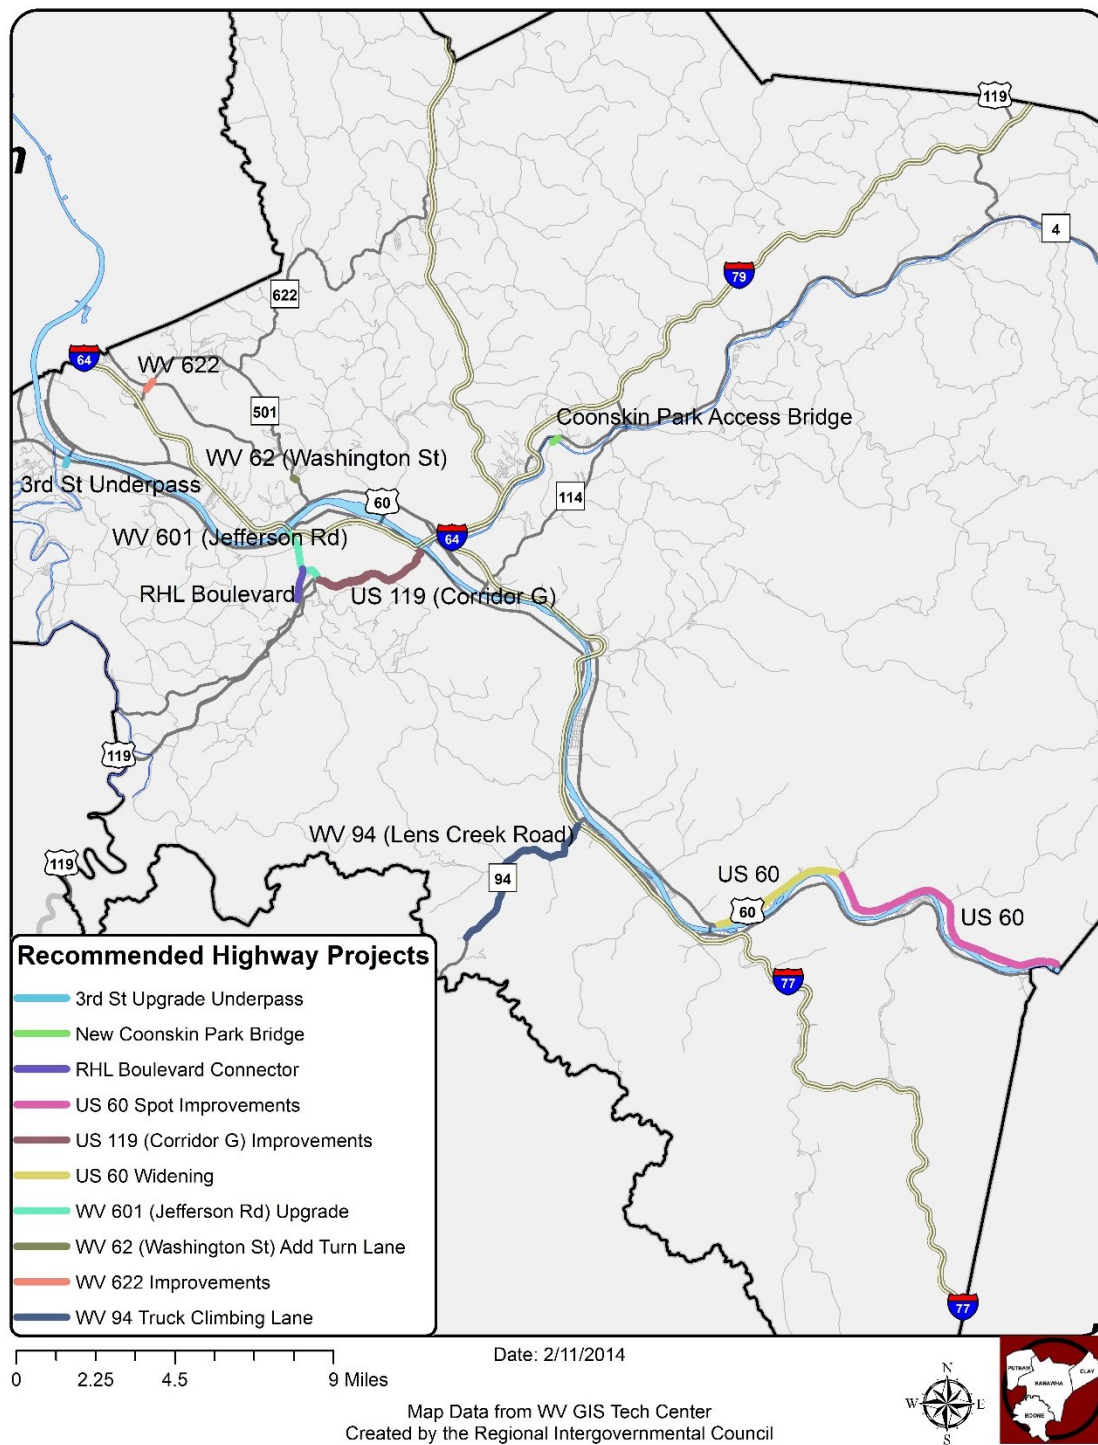 n
119
4
79
622
64
WV 622
501
Coonskin Park Access Bridge
WV 62 (Washington St)
3rd St Underpass
60
114
WV 601 (Jefferson Rd)
64
RHL Boulevard
US 119 (Corridor G)
119
WV 94 (Lens Creek Road)
119
94
US 60
60
US 60
77
77
Recommended Highway Projects
3rd St Upgrade Underpass
New Coonskin Park Bridge
RHL Boulevard Connector
US 60 Spot Improvements
US 119 (Corridor G) Improvements
US 60 Widening
WV 601 (Jefferson Rd) Upgrade
WV 62 (Washington St) Add Turn Lane
WV 622 Improvements
WV 94 Truck Climbing Lane
0 2.25 4.5 9 Miles
Date: 2/11/2014
Map Data from WV GIS Tech Center
Created by the Regional Intergovernmental Council
N
W E
S
PUTNAM
KANAWHA
CLAY
BOONE